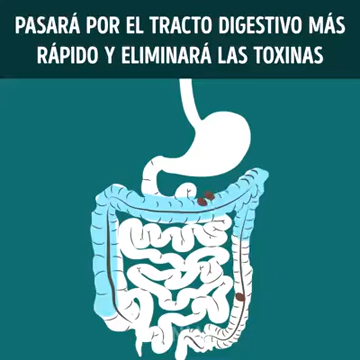 PASARÁ POR EL TRACTO DIGESTIVO MÁS
RÁPIDO Y ELIMINARÁ LAS TOXINAS